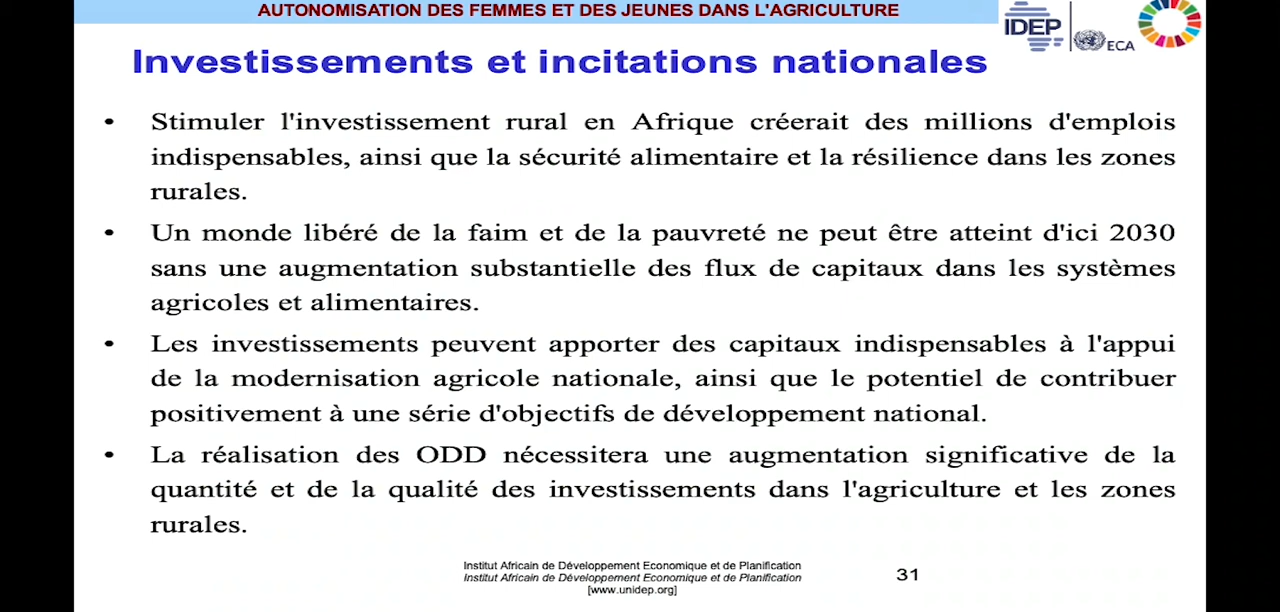 AUTONOMISATION DES FEMMES ET DES JEUNES DANS L'AGRICULTURE
IDEP
ECA
Investissements et incitations nationales
• Stimuler l'investissement rural en Afrique créerait des millions d'emplois
indispensables, ainsi que la sécurité alimentaire et la résilience dans les zones
rurales.
• Un monde libéré de la faim et de la pauvreté ne peut être atteint d'ici 2030
sans une augmentation substantielle des flux de capitaux dans les systèmes
agricoles et alimentaires.
• Les investissements peuvent apporter des capitaux indispensables à l'appui
de la modernisation agricole nationale, ainsi que le potentiel de contribuer
positivement à une série d'objectifs de développement national.
• La réalisation des ODD nécessitera une augmentation significative de la
quantité et de la qualité des investissements dans l'agriculture et les zones
rurales.
Institut Africain de Développement Economique et de Planification
Institut Africain de Développement Economique et de Planification
[www.unidep.org]
31